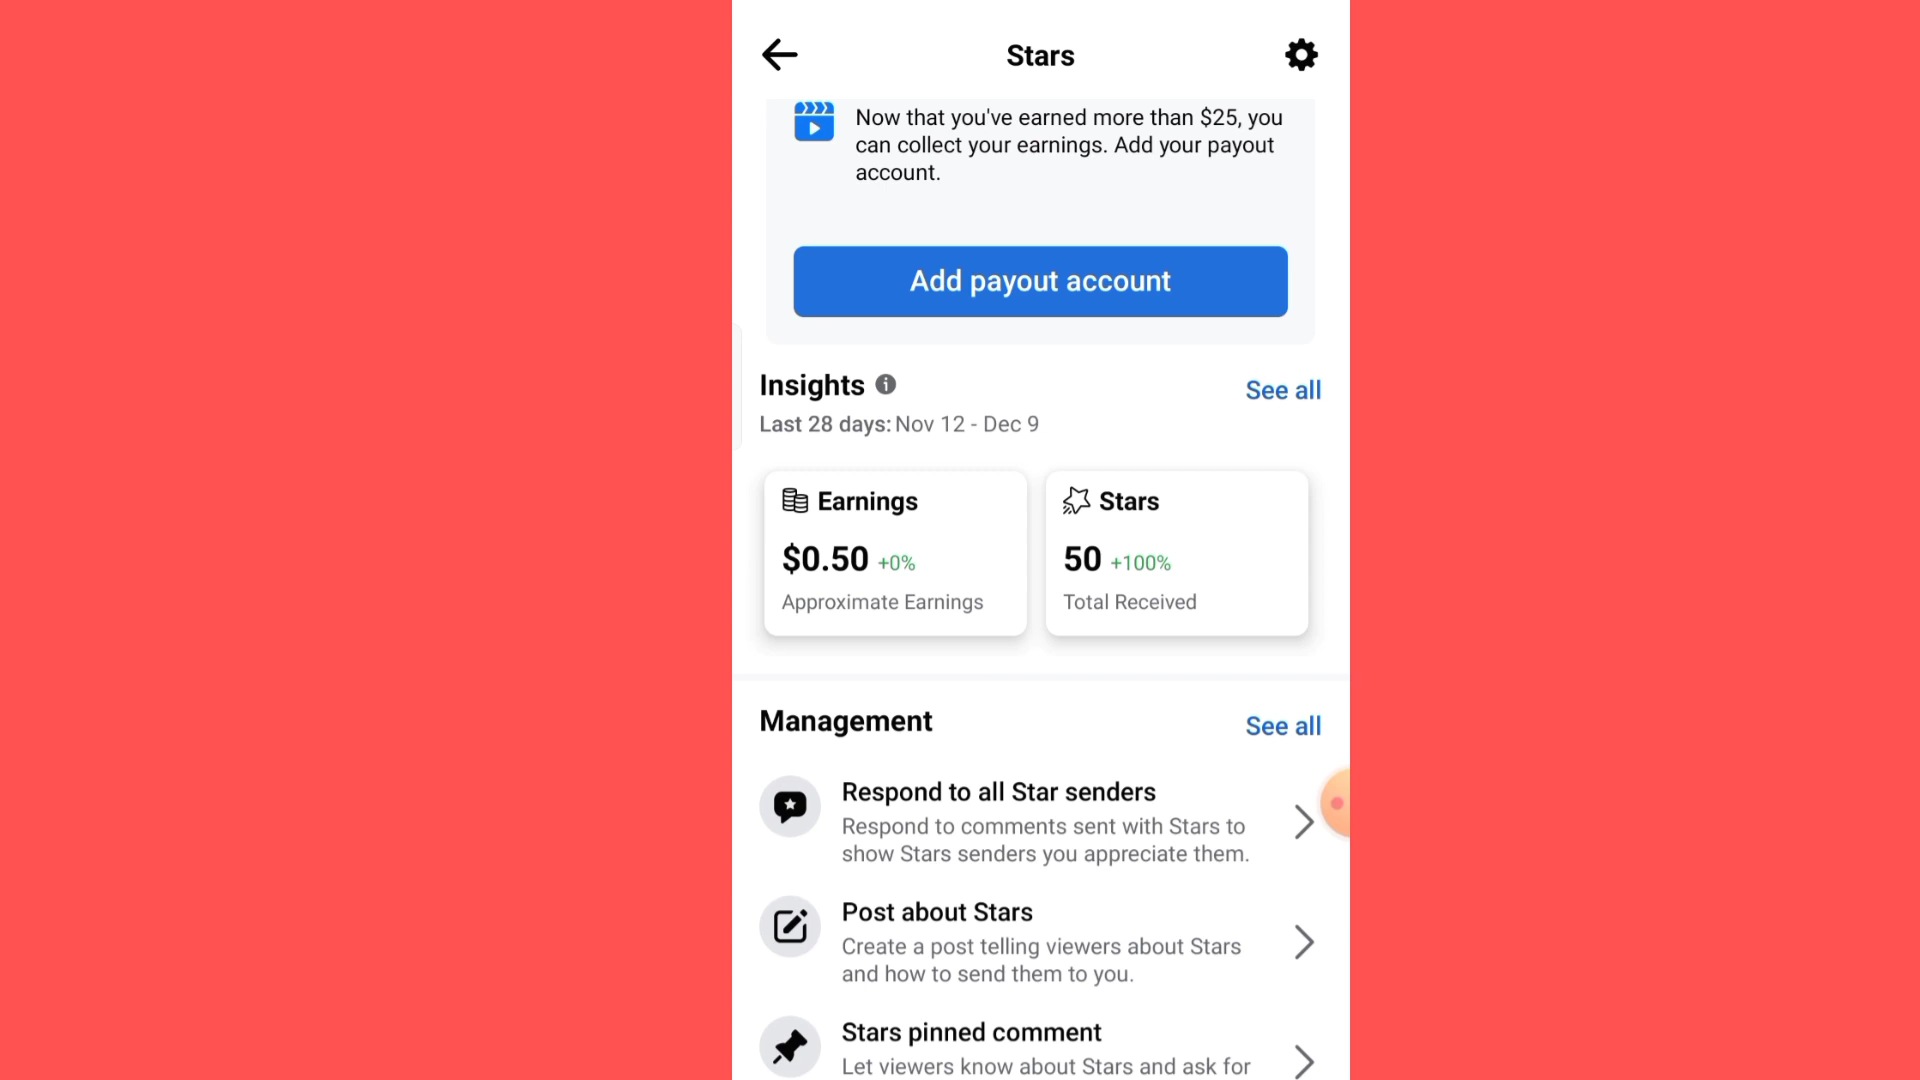 Stars
Now that you've earned more than $25, you
can collect your earnings. Add your payout
account.
Add payout account
Insights
See all
Last 28 days: Nov 12 - Dec 9
Earnings
$0.50 +0%
Approximate Earnings
Stars
50 +100%
Total Received
Management
See all
Respond to all Star senders
Respond to comments sent with Stars to
show Stars senders you appreciate them.
Post about Stars
Create a post telling viewers about Stars
and how to send them to you.
Stars pinned comment
Let viewers know about Stars and ask for